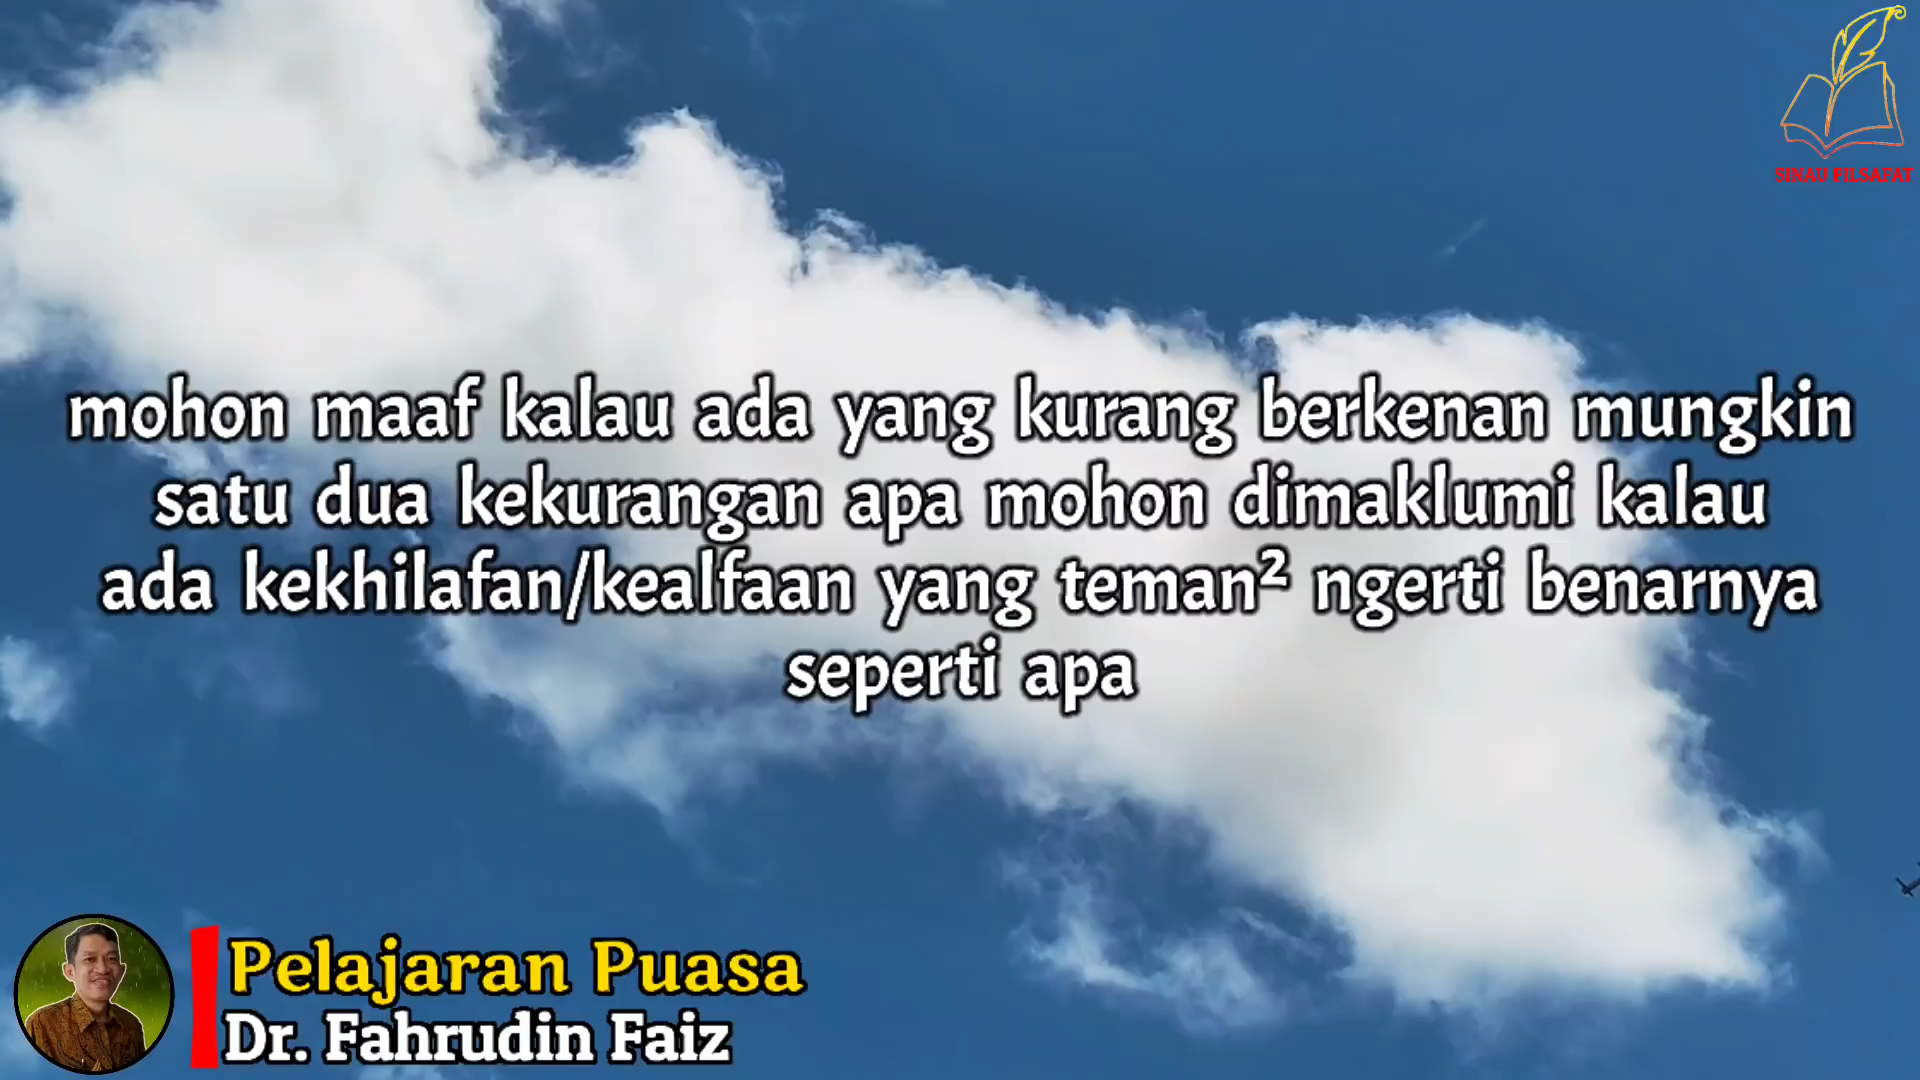 SINAU FILSAFAT
mohon maaf kalau ada yang kurang berkenan mungkin
satu dua kekurangan apa mohon dimaklumi kalau
ada kekhilafan/kealfaan yang teman² ngerti benarnya
seperti apa
Pelajaran Puasa
Dr. Fahrudin Faiz